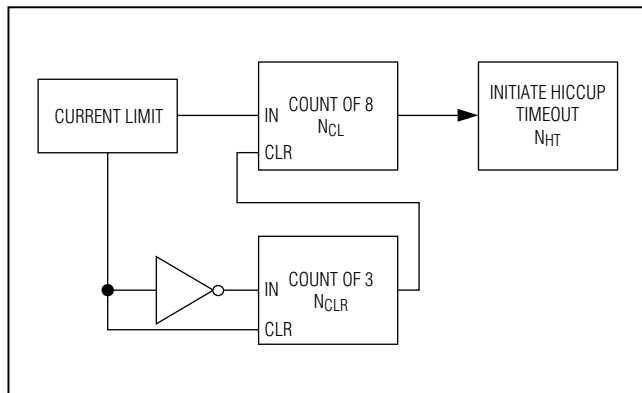 CURRENT LIMIT
IN
CLR
COUNT OF 8
NCL
INITIATE HICCUP
TIMEOUT
NHT
IN
CLR
COUNT OF 3
NCLR